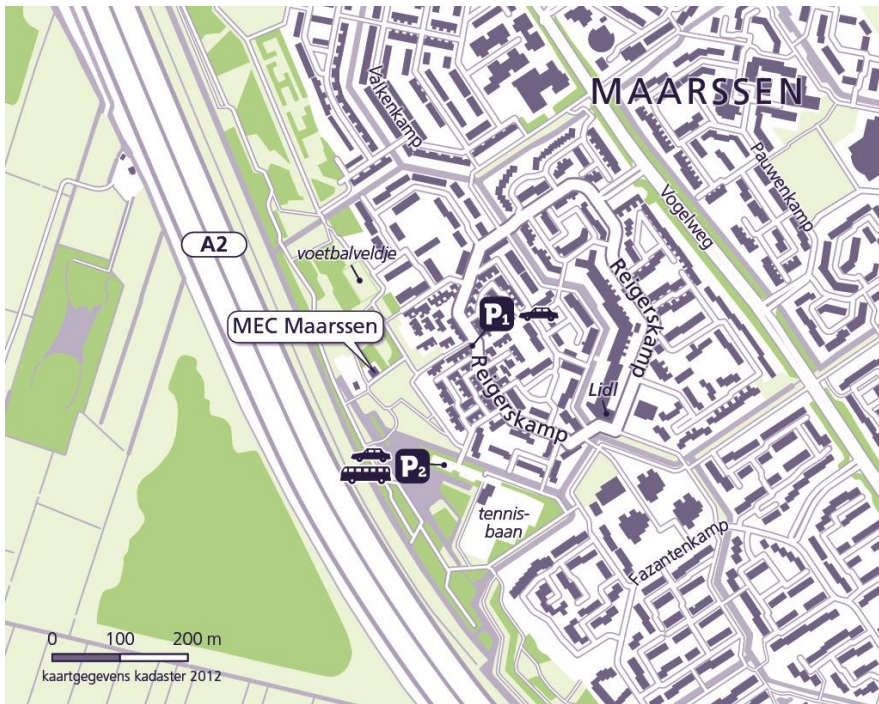 MAARSSEN
Valkenkamp
Pauwenkamp
Vogelweg
A2
voetbalveldje
Reigerskamp
P1
MEC Maarssen
Reigerskamp
Lidl
P2
tennis-
baan
Fazantenkamp
0 100 200 m
kaartgegevens kadaster 2012